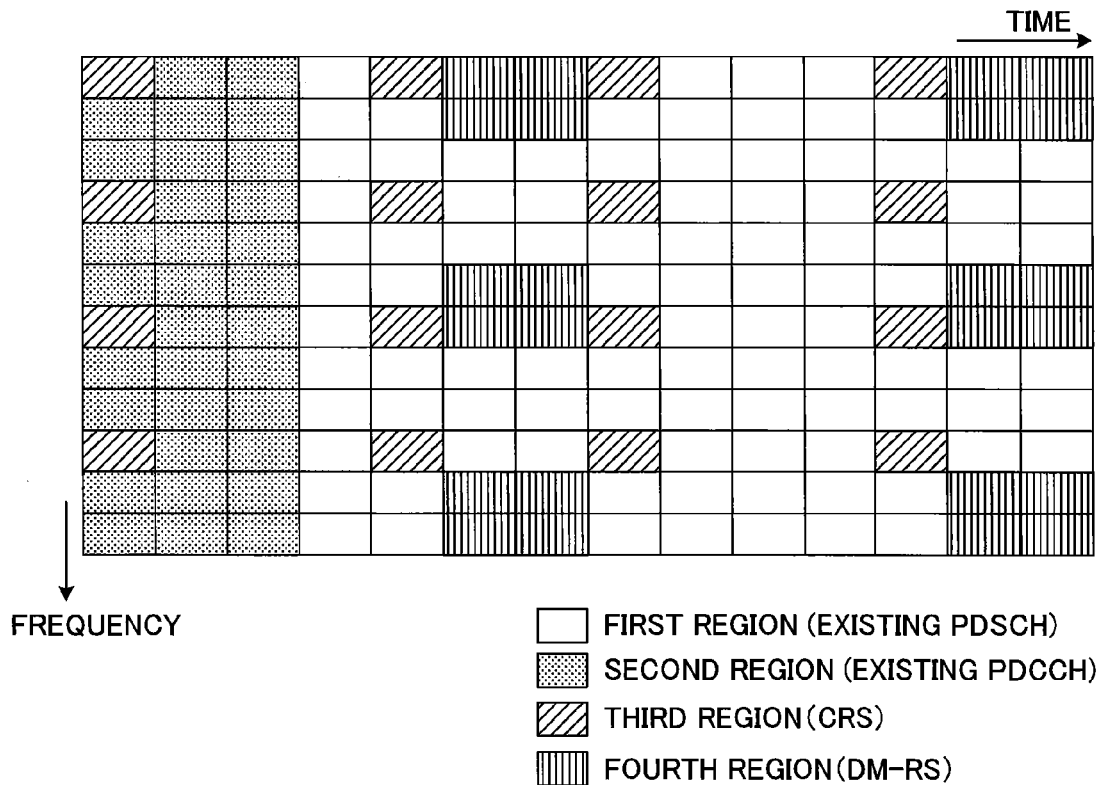 TIME
FREQUENCY
FIRST REGION (EXISTING PDSCH)
SECOND REGION (EXISTING PDCCH)
THIRD REGION (CRS)
FOURTH REGION (DM-RS)